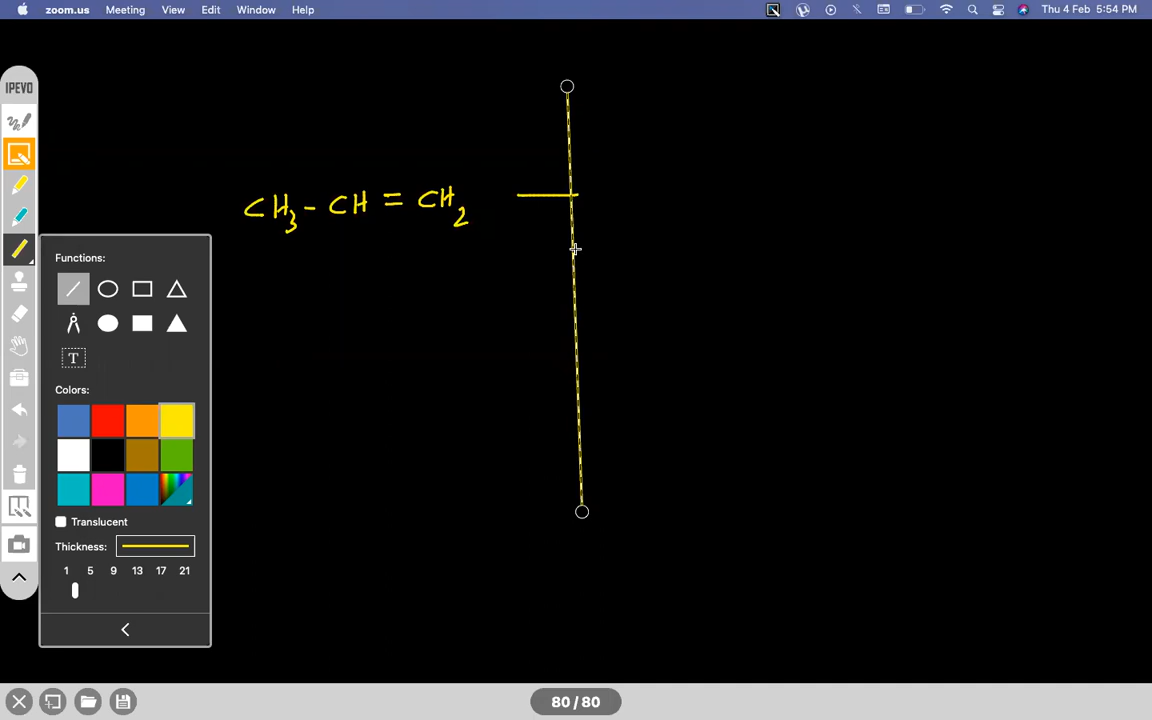 zoom.us Meeting View Edit Window Help Thu 4 Feb 5:54 PM
IPEVO
CH₃ - CH = CH₂
Functions:
T
Colors:
Translucent
Thickness:
1 5 9 13 17 21
80 / 80